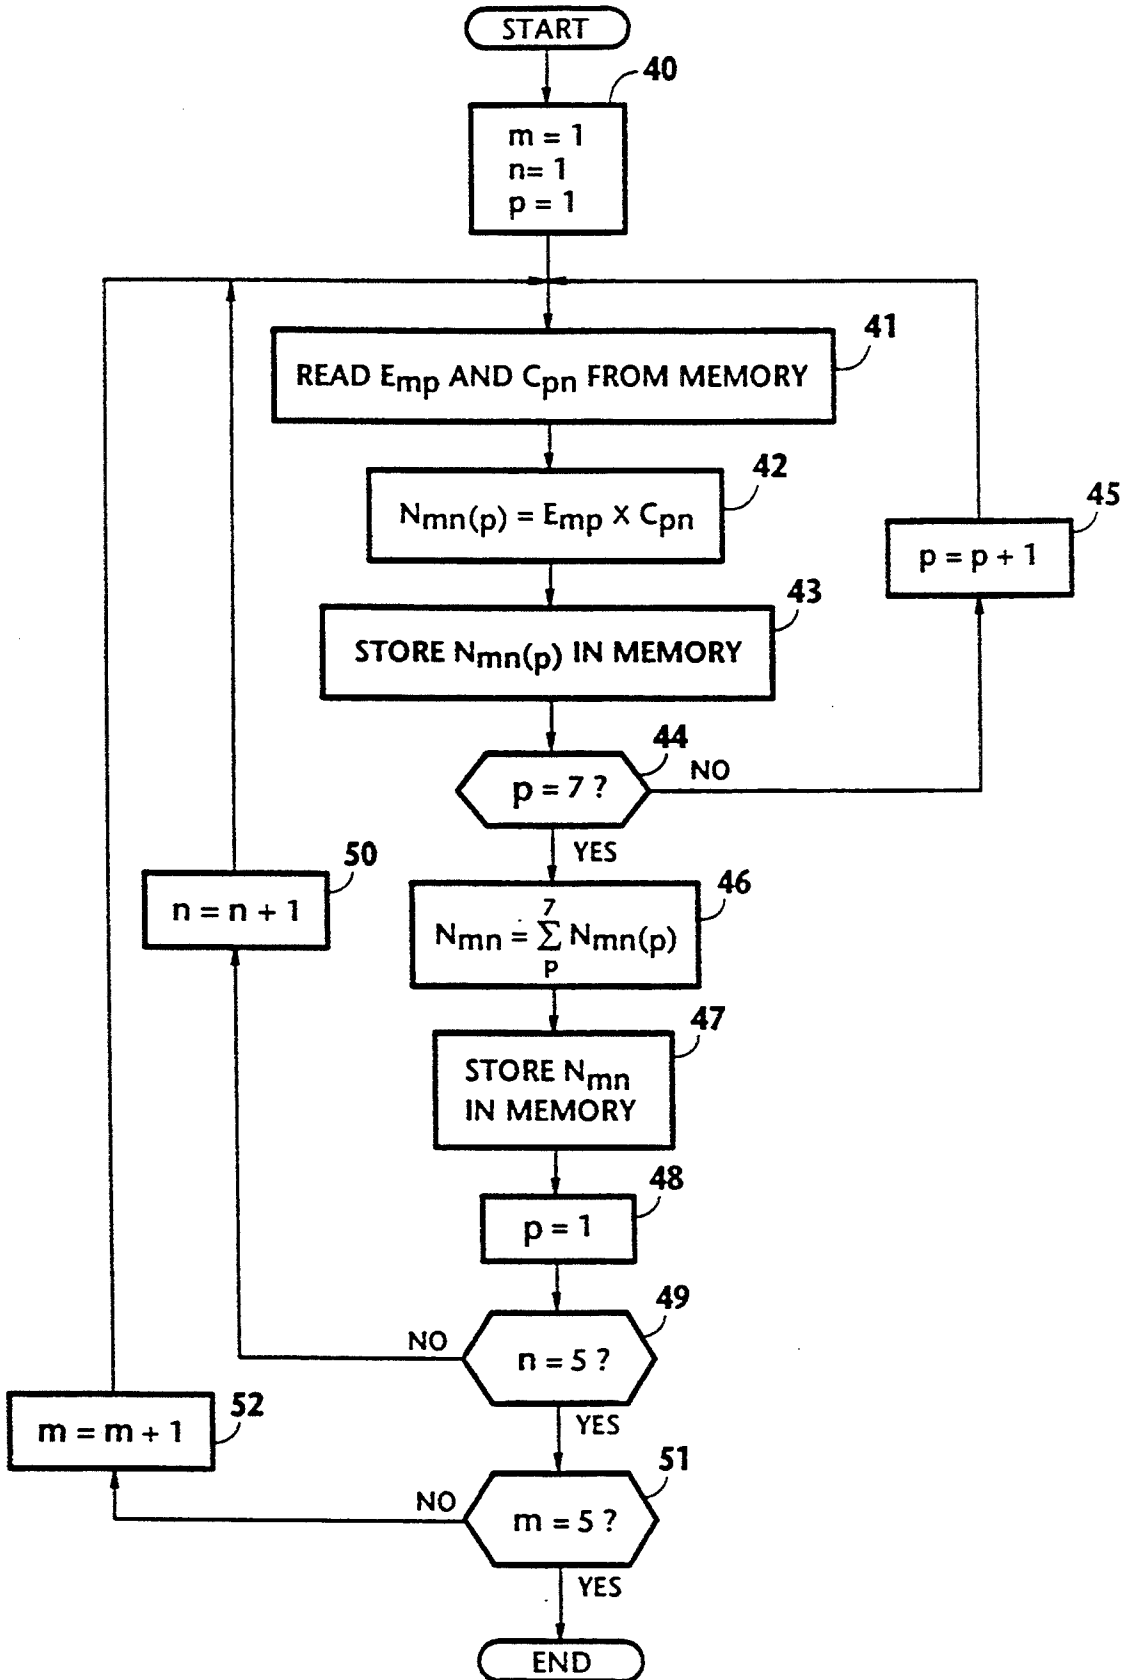 START
40
m = 1
n= 1
p = 1
41
READ Emp AND Cpn FROM MEMORY
42
Nmn(p) = Emp X Cpn
45
p = p + 1
43
STORE Nmn(p) IN MEMORY
44
p = 7 ?
NO
YES
50
n = n + 1
46
Nmn = 7 Σ p Nmn(p)
47
STORE Nmn
IN MEMORY
48
p = 1
49
n = 5 ?
NO
YES
52
m = m + 1
51
m = 5 ?
NO
YES
END